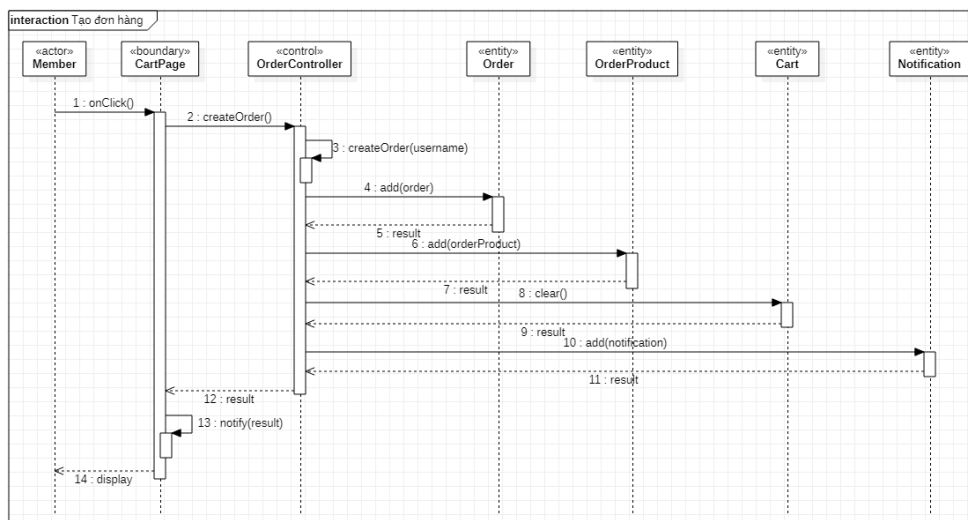 interaction Tạo đơn hàng
«actor»
Member
«boundary»
CartPage
«control»
OrderController
«entity»
Order
«entity»
OrderProduct
«entity»
Cart
«entity»
Notification
1 : onClick()
2 : createOrder()
3 : createOrder(username)
4 : add(order)
5 : result
6 : add(orderProduct)
7 : result
8 : clear()
9 : result
10 : add(notification)
11 : result
12 : result
13 : notify(result)
14 : display